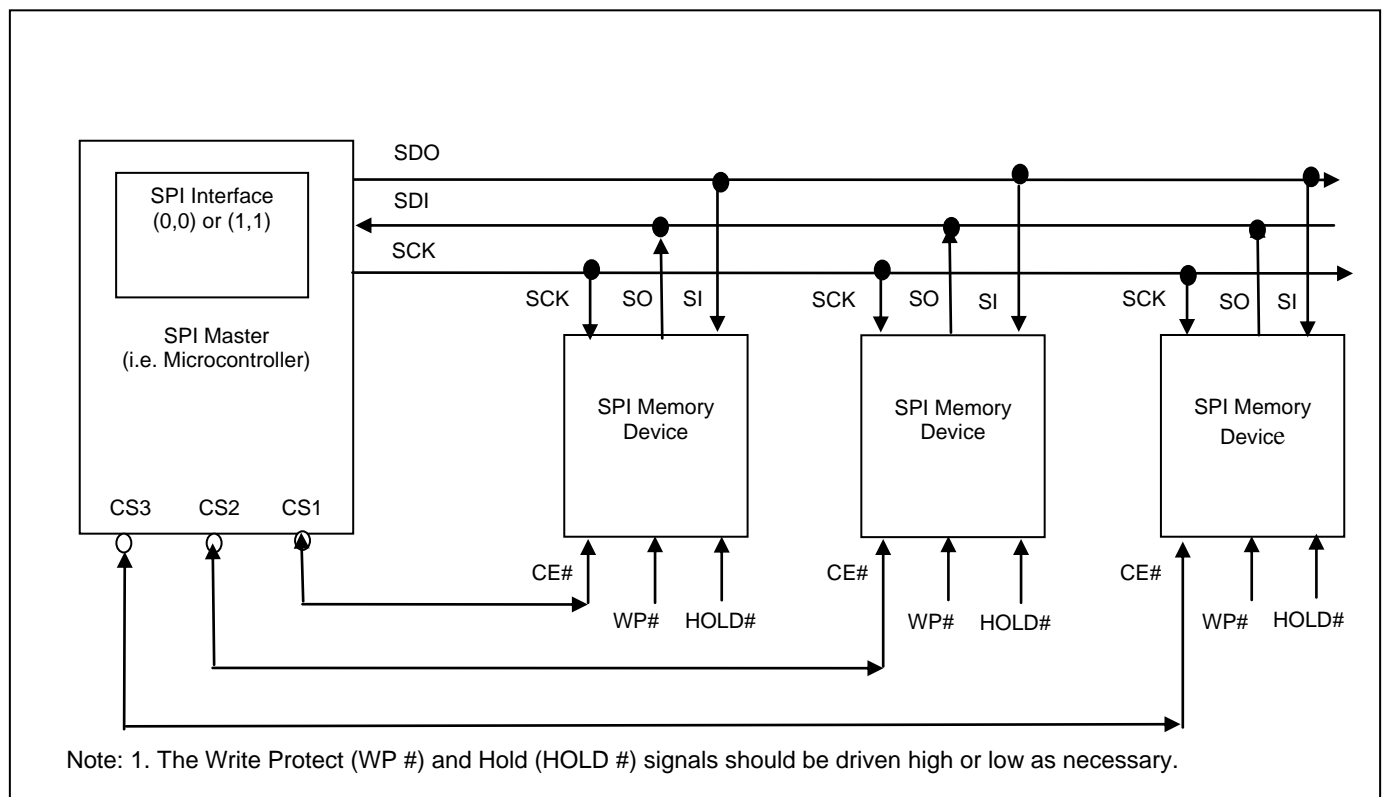 SDO
SDI
SCK
SPI Interface
(0,0) or (1,1)
SPI Master
(i.e. Microcontroller)
CS3
CS2
CS1
SCK
SO
SI
SPI Memory
Device
CE#
WP#
HOLD#
SCK
SO
SI
SPI Memory
Device
CE#
WP#
HOLD#
SCK
SO
SI
SPI Memory
Device
CE#
WP#
HOLD#
Note: 1. The Write Protect (WP #) and Hold (HOLD #) signals should be driven high or low as necessary.